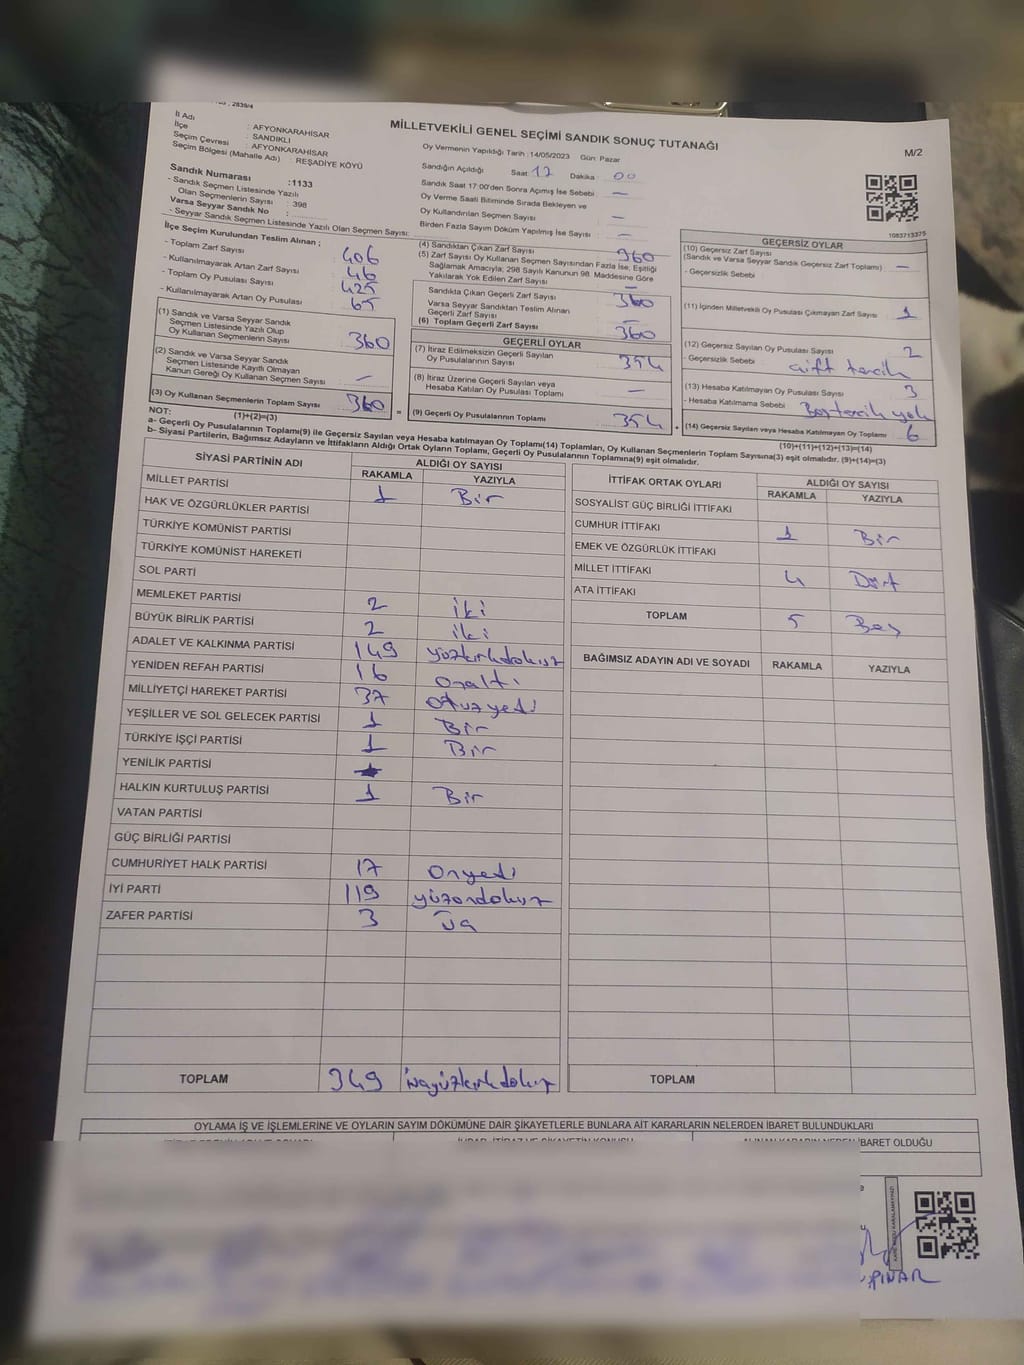 2839/4
MİLLETVEKİLİ GENEL SEÇİMİ SANDIK SONUÇ TUTANAĞI
M/2
İl Adı : AFYONKARAHİSAR
İlçe : SANDIKLI
Seçim Çevresi : AFYONKARAHİSAR
Seçim Bölgesi (Mahalle Adı) : REŞADİYE KÖYÜ
Sandık Numarası :1133
- Sandık Seçmen Listesinde Yazılı
Olan Seçmenlerin Sayısı : 398
Varsa Seyyar Sandık No :
- Seyyar Sandık Seçmen Listesinde Yazılı Olan Seçmen Sayısı:
Oy Vermenin Yapıldığı Tarih :14/05/2023 Gün: Pazar
Sandığın Açıldığı Saat: 17 Dakika : 00
Sandık Saat 17:00'den Sonra Açımış İse Sebebi : —
Oy Verme Saati Bitiminde Sırada Bekleyen ve
Oy Kullandırılan Seçmen Sayısı : —
Birden Fazla Sayım Döküm Yapılmış İse Sayısı : —
1083713375
İlçe Seçim Kurulundan Teslim Alınan ;
- Toplam Zarf Sayısı : 406
- Kullanılmayarak Artan Zarf Sayısı : 46
- Toplam Oy Pusulası Sayısı : 425
- Kullanılmayarak Artan Oy Pusulası : 65
(1) Sandık ve Varsa Seyyar Sandık
Seçmen Listesinde Yazılı Olup
Oy Kullanan Seçmenlerin Sayısı : 360
(2) Sandık ve Varsa Seyyar Sandık
Seçmen Listesinde Kayıtlı Olmayan
Kanun Gereği Oy Kullanan Seçmen Sayısı : —
(3) Oy Kullanan Seçmenlerin Toplam Sayısı : 360
(1)+(2)=(3)
(4) Sandıktan Çıkan Zarf Sayısı : 360
(5) Zarf Sayısı Oy Kullanan Seçmen Sayısından Fazla İse, Eşitliği
Sağlamak Amacıyla; 298 Sayılı Kanunun 98. Maddesine Göre
Yakılarak Yok Edilen Zarf Sayısı : —
Sandıkta Çıkan Geçerli Zarf Sayısı : 360
Varsa Seyyar Sandıktan Teslim Alınan
Geçerli Zarf Sayısı : —
(6) Toplam Geçerli Zarf Sayısı : 360
GEÇERLİ OYLAR
(7) İtiraz Edilmeksizin Geçerli Sayılan
Oy Pusulalarının Sayısı : 354
(8) İtiraz Üzerine Geçerli Sayılan veya
Hesaba Katılan Oy Pusulası Toplamı : —
(9) Geçerli Oy Pusulalarının Toplamı : 354
GEÇERSİZ OYLAR
(10) Geçersiz Zarf Sayısı
(Sandık ve Varsa Seyyar Sandık Geçersiz Zarf Toplamı) : —
- Geçersizlik Sebebi :
(11) İçinden Milletvekili Oy Pusulası Çıkmayan Zarf Sayısı : 1
(12) Geçersiz Sayılan Oy Pusulası Sayısı : 2
- Geçersizlik Sebebi : Çift tercih
(13) Hesaba Katılmayan Oy Pusulası Sayısı : 3
- Hesaba Katılmama Sebebi : Boş tercih yok
(14) Geçersiz Sayılan veya Hesaba Katılmayan Oy Toplamı : 6
(10)+(11)+(12)+(13)=(14)
NOT:
a- Geçerli Oy Pusulalarının Toplamı(9) ile Geçersiz Sayılan veya Hesaba katılmayan Oy Toplamı(14) Toplamları, Oy Kullanan Seçmenlerin Toplam Sayısına(3) eşit olmalıdır. (9)+(14)=(3)
b- Siyasi Partilerin, Bağımsız Adayların ve İttifakların Aldığı Ortak Oyların Toplamı, Geçerli Oy Pusulalarının Toplamına(9) eşit olmalıdır.
SİYASİ PARTİNİN ADI ALDIĞI OY SAYISI
RAKAMLA YAZIYLA
MİLLET PARTİSİ 1 Bir
HAK VE ÖZGÜRLÜKLER PARTİSİ
TÜRKİYE KOMÜNİST PARTİSİ
TÜRKİYE KOMÜNİST HAREKETİ
SOL PARTİ
MEMLEKET PARTİSİ 2 iki
BÜYÜK BİRLİK PARTİSİ 2 iki
ADALET VE KALKINMA PARTİSİ 149 yüzkırkdokuz
YENİDEN REFAH PARTİSİ 16 Onaltı
MİLLİYETÇİ HAREKET PARTİSİ 37 Otuzyedi
YEŞİLLER VE SOL GELECEK PARTİSİ 1 Bir
TÜRKİYE İŞÇİ PARTİSİ 1 Bir
YENİLİK PARTİSİ
HALKIN KURTULUŞ PARTİSİ 1 Bir
VATAN PARTİSİ
GÜÇ BİRLİĞİ PARTİSİ
CUMHURİYET HALK PARTİSİ 17 Onyedi
İYİ PARTİ 119 yüzondokuz
ZAFER PARTİSİ 3 Üç
TOPLAM 349 üçyüzkırkdokuz
İTTİFAK ORTAK OYLARI ALDIĞI OY SAYISI
RAKAMLA YAZIYLA
SOSYALİST GÜÇ BİRLİĞİ İTTİFAKI
CUMHUR İTTİFAKI 1 Bir
EMEK VE ÖZGÜRLÜK İTTİFAKI
MİLLET İTTİFAKI 4 Dört
ATA İTTİFAKI
TOPLAM 5 Beş
BAĞIMSIZ ADAYIN ADI VE SOYADI RAKAMLA YAZIYLA
TOPLAM
OYLAMA İŞ VE İŞLEMLERİNE VE OYLARIN SAYIM DÖKÜMÜNE DAİR ŞİKAYETLERLE BUNLARA AİT KARARLARIN NELERDEN İBARET BULUNDUKLARI
İBARET OLDUĞU
PINAR